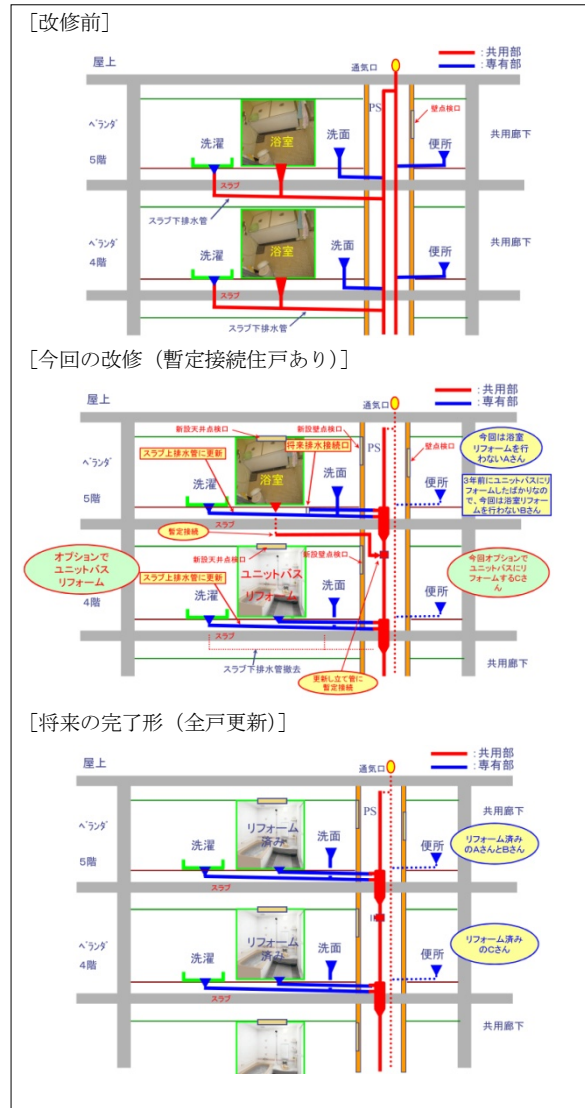 [改修前]
屋上
通気口
:共用部
:専有部
PS
壁点検口
ベランダ
5階
洗濯
浴室
洗面
便所
共用廊下
スラブ
スラブ下排水管
ベランダ
4階
洗濯
浴室
洗面
便所
共用廊下
スラブ
スラブ下排水管
[今回の改修(暫定接続住戸あり)]
屋上
通気口
:共用部
:専有部
新設天井点検口
新設壁点検口
PS
壁点検口
今回は浴室
リフォームを行
わないAさん
スラブ上排水管に更新
将来排水接続口
ベランダ
5階
洗濯
浴室
便所
3年前にユニットバスにリ
フォームしたばかりなの
で、今回は浴室リフォー
ムを行わないBさん
スラブ
暫定接続
オプションで
ユニットバス
リフォーム
新設天井点検口
新設壁点検口
今回オプションで
ユニットバスにリ
フォームするCさ
ん
スラブ上排水管に更新
ユニットバス
リフォーム
4階
洗濯
洗面
便所
スラブ
スラブ下排水管撤去
更新し立て管に
暫定接続
共用廊下
[将来の完了形(全戸更新)]
屋上
通気口
:共用部
:専有部
PS
ベランダ
5階
洗濯
リフォーム
済み
洗面
便所
共用廊下
リフォーム済み
のAさんとBさん
スラブ
ベランダ
4階
洗濯
リフォーム
済み
洗面
便所
リフォーム済み
のCさん
スラブ
共用廊下